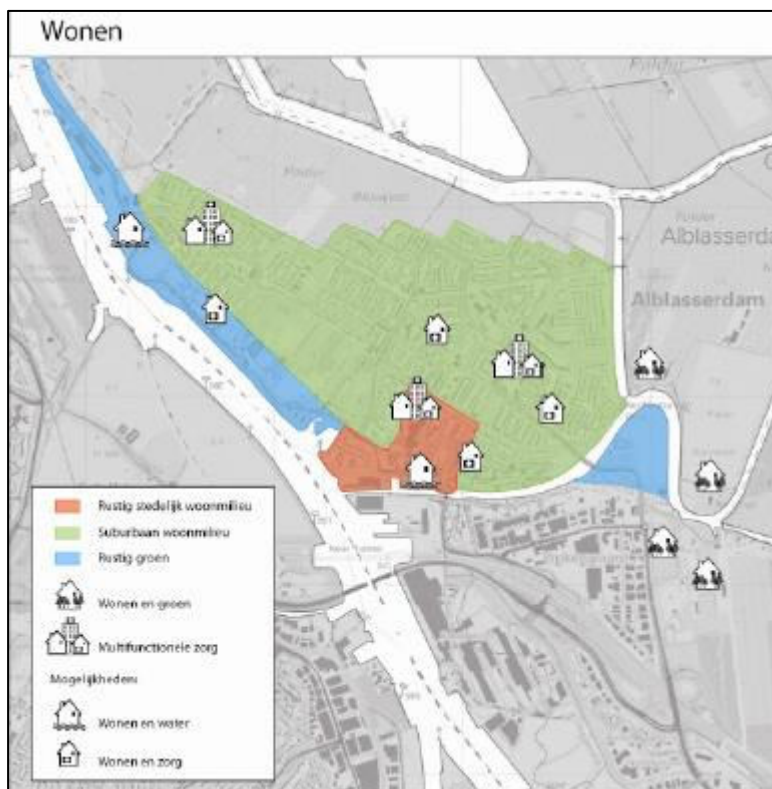 Wonen
Polder
Alblasserdam
Alblasserdam
Rustig stedelijk woonmilieu
Suburbaan woonmilieu
Rustig groen
Wonen en groen
Multifunctionele zorg
Mogelijkheden:
Wonen en water
Wonen en zorg